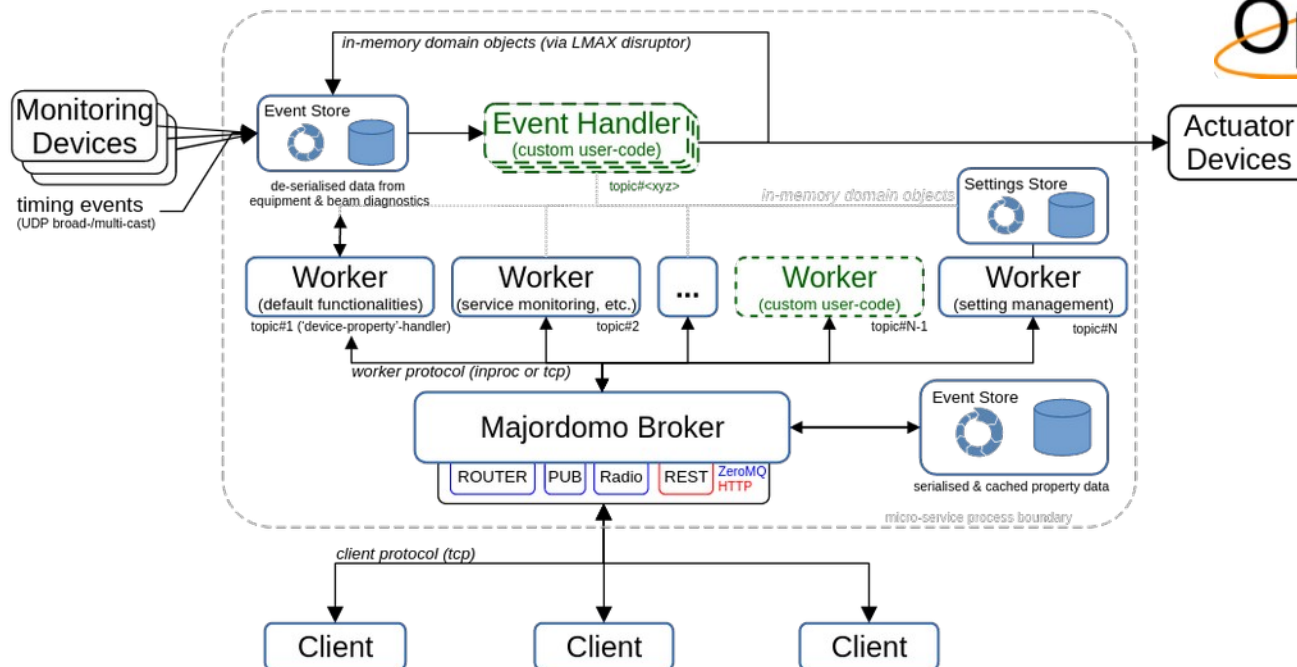 in-memory domain objects (via LMAX disruptor)
Monitoring
Devices
Event Store
Event Handler
(custom user-code)
topic#<xyz>
Actuator
Devices
timing events
(UDP broad-/multi-cast)
de-serialised data from
equipment & beam diagnostics
in-memory domain objects
Settings Store
Worker
(default functionalities)
topic#1 ('device-property'-handler)
Worker
(service monitoring, etc.)
topic#2
...
Worker
(custom user-code)
topic#N-1
Worker
(setting management)
topic#N
worker protocol (inproc or tcp)
Majordomo Broker
ROUTER
PUB
Radio
REST
ZeroMQ
HTTP
Event Store
serialised & cached property data
micro-service process boundary
client protocol (tcp)
Client
Client
Client